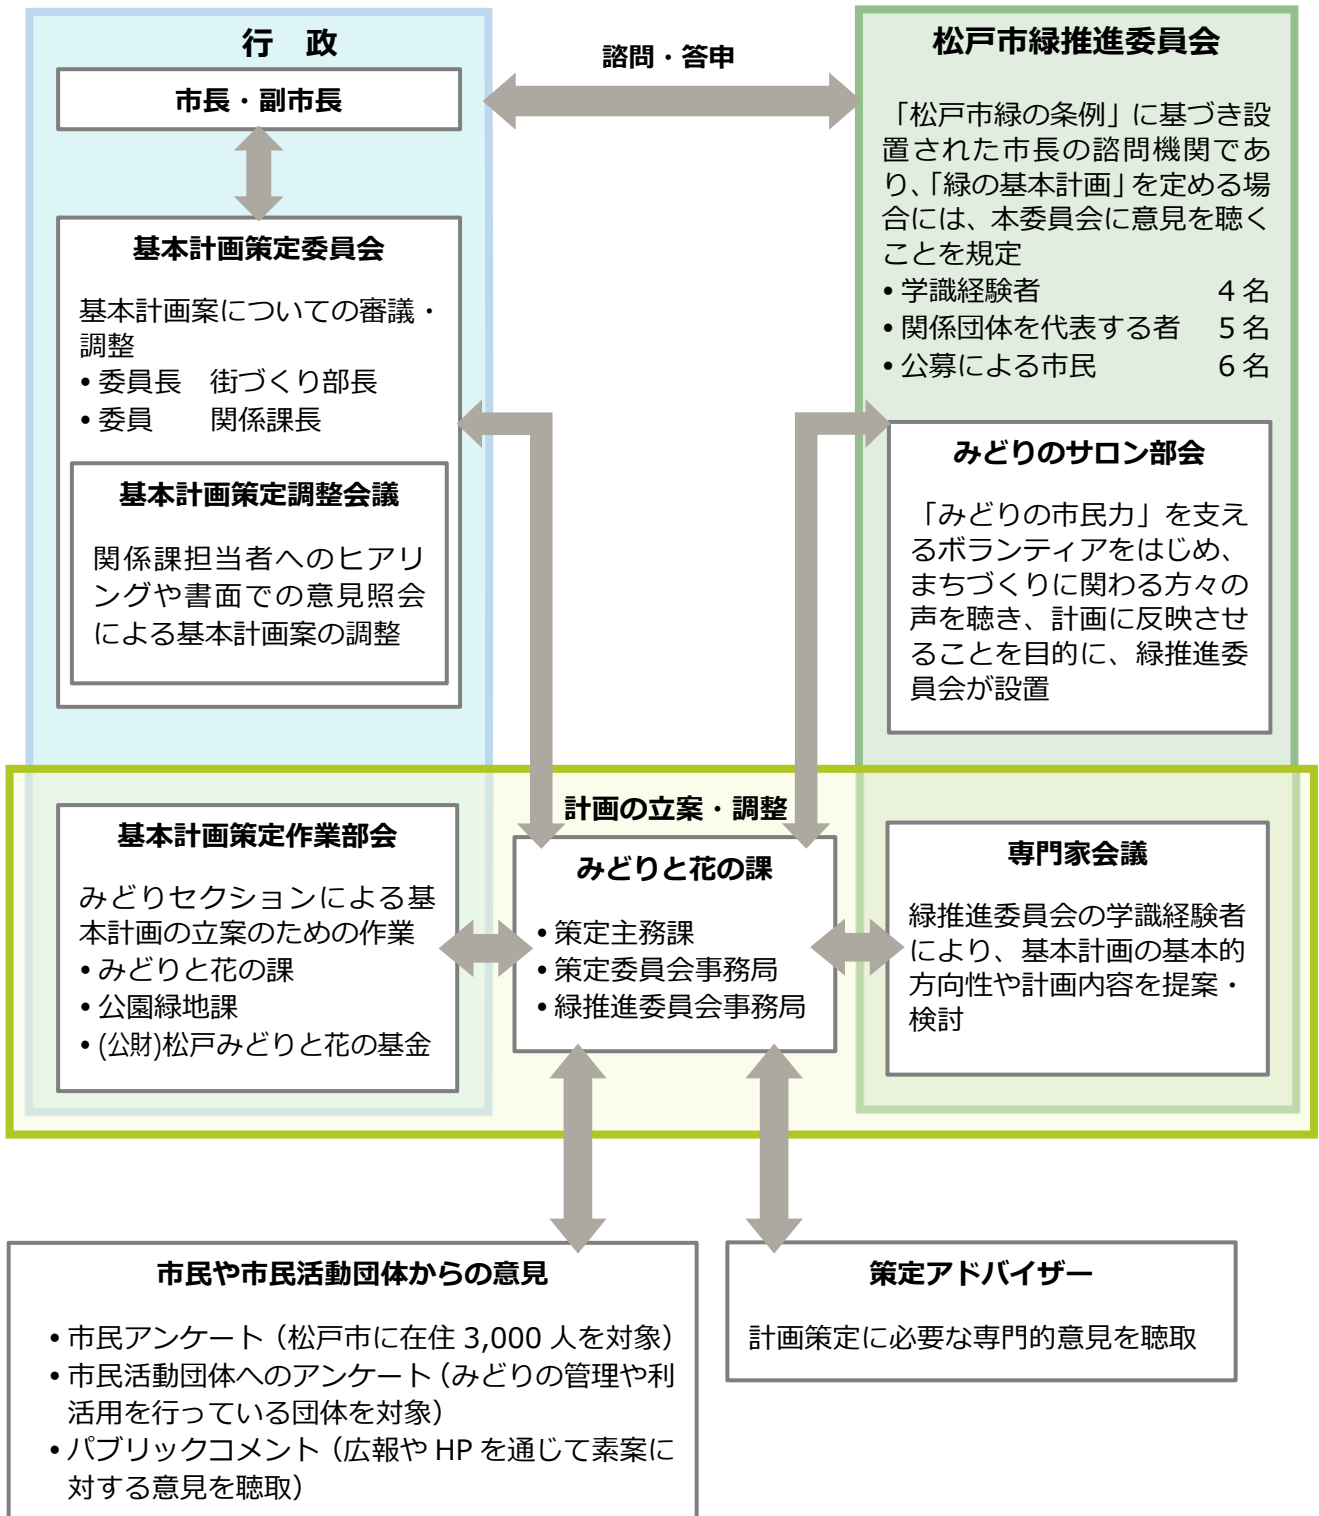 行　政
市長・副市長
基本計画策定委員会
基本計画案についての審議・
調整
• 委員長　街づくり部長
• 委員　　関係課長
基本計画策定調整会議
関係課担当者へのヒアリ
ングや書面での意見照会
による基本計画案の調整
諮問・答申
松戸市緑推進委員会
「松戸市緑の条例」に基づき設
置された市長の諮問機関であ
り、「緑の基本計画」を定める場
合には、本委員会に意見を聴く
ことを規定
• 学識経験者　4 名
• 関係団体を代表する者　5 名
• 公募による市民　6 名
みどりのサロン部会
「みどりの市民力」を支え
るボランティアをはじめ、
まちづくりに関わる方々の
声を聴き、計画に反映させ
ることを目的に、緑推進委
員会が設置
計画の立案・調整
基本計画策定作業部会
みどりセクションによる基
本計画の立案のための作業
• みどりと花の課
• 公園緑地課
• (公財)松戸みどりと花の基金
みどりと花の課
• 策定主務課
• 策定委員会事務局
• 緑推進委員会事務局
専門家会議
緑推進委員会の学識経験者
により、基本計画の基本的
方向性や計画内容を提案・
検討
市民や市民活動団体からの意見
• 市民アンケート（松戸市に在住 3,000 人を対象）
• 市民活動団体へのアンケート（みどりの管理や利
活用を行っている団体を対象）
• パブリックコメント（広報や HP を通じて素案に
対する意見を聴取）
策定アドバイザー
計画策定に必要な専門的意見を聴取